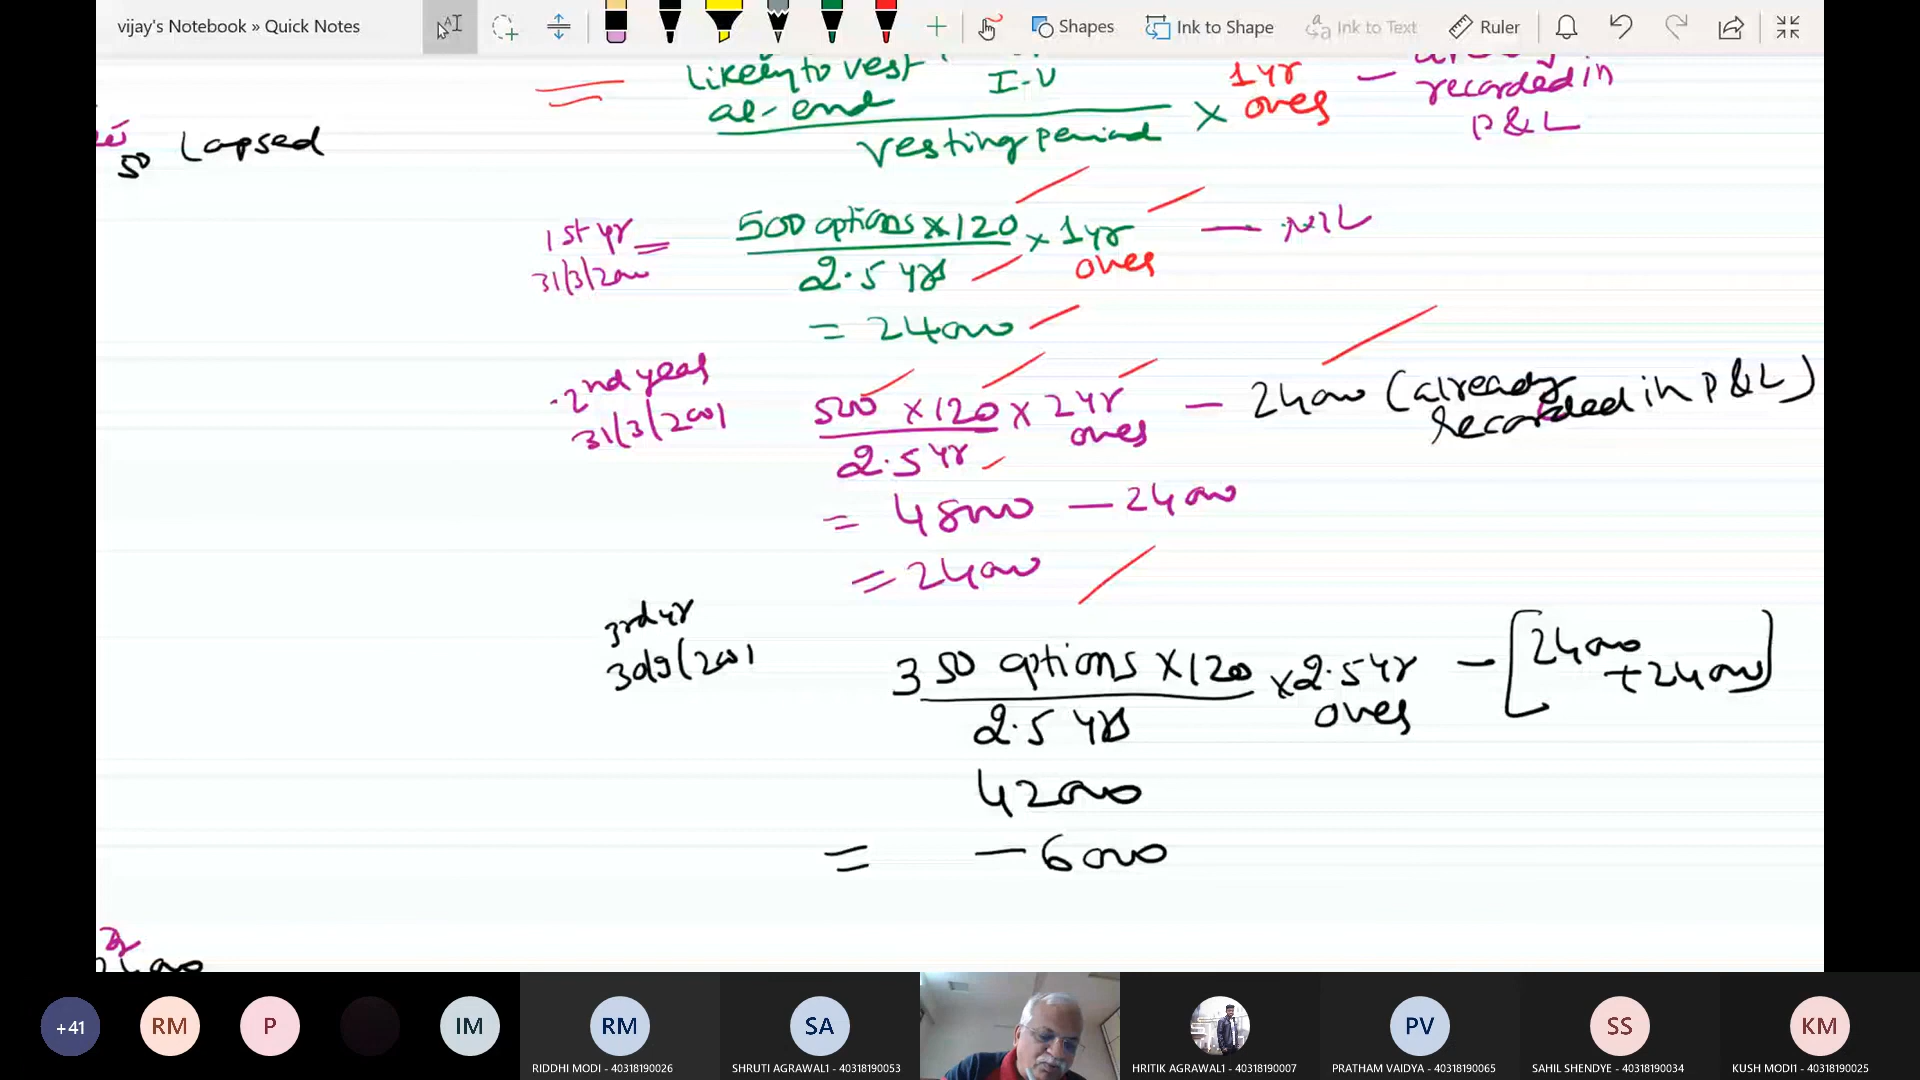 vijay's Notebook » Quick Notes
Shapes
Ink to Shape
Ink to Text
Ruler
likely to vest
at end
I.V
vesting period
× 1yr
over
— recorded in
P & L
50 Lapsed
1st yr
31/3/2000
= 500 options × 120 × 1yr — NIL
2.5 yrs over
= 24000
2nd year
31/3/2001
500 × 120 × 2yr — 24000 (already
2.5 yr over recorded in P & L)
= 48000 — 24000
= 24000
3rd yr
30/9/2001
350 options × 120 × 2.5 yr — [24000
2.5 yrs over + 24000]
42000
= — 6000
+41
RM
P
IM
RM
RIDDHI MODI - 40318190026
SA
SHRUTI AGRAWAL1 - 40318190053
HRITIK AGRAWAL1 - 40318190007
PV
PRATHAM VAIDYA - 40318190065
SS
SAHIL SHENDYE - 40318190034
KM
KUSH MODI1 - 40318190025